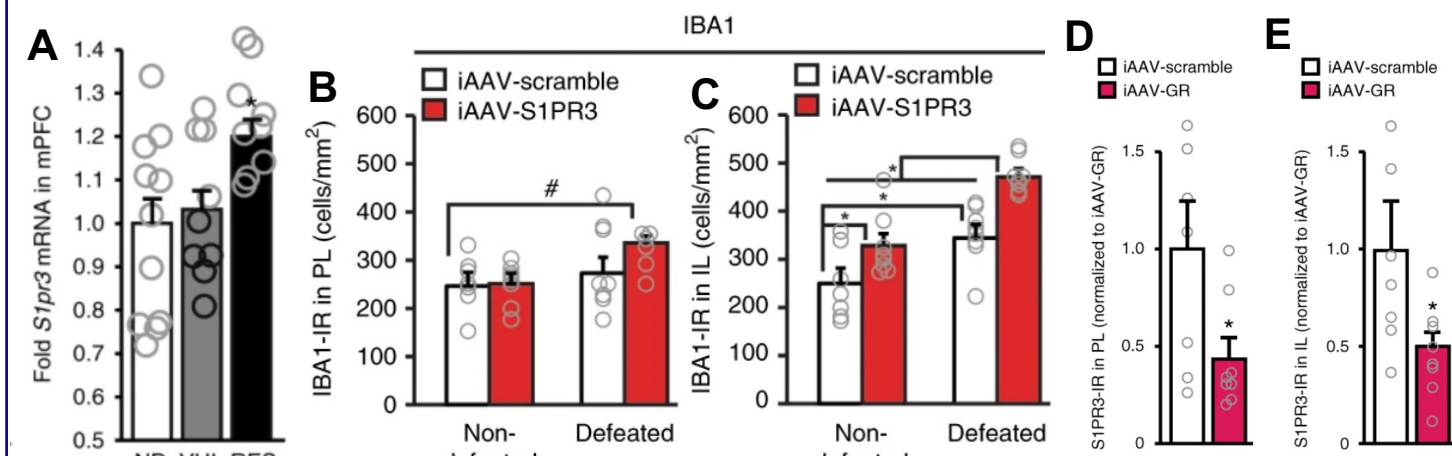 A
Fold S1pr3 mRNA in mPFC
1.4
1.3
1.2
1.1
1.0
0.9
0.8
0.7
0.6
0.5
*
IBA1
B
iAAV-scramble
iAAV-S1PR3
IBA1-IR in PL (cells/mm²)
600
500
400
300
200
100
0
#
Non-
Defeated
C
iAAV-scramble
iAAV-S1PR3
IBA1-IR in IL (cells/mm²)
600
500
400
300
200
100
0
*
*
*
Non-
Defeated
D
iAAV-scramble
iAAV-GR
S1PR3-IR in PL (normalized to iAAV-GR)
1.5
1.0
0.5
0
*
E
iAAV-scramble
iAAV-GR
S1PR3-IR in IL (normalized to iAAV-GR)
1.5
1.0
0.5
0
*